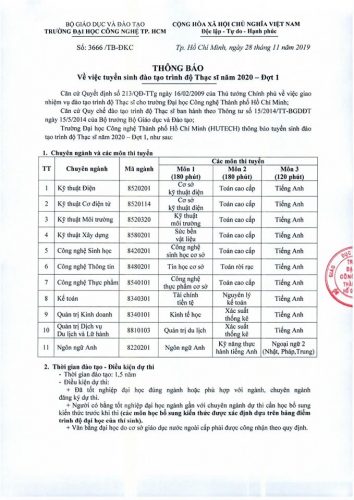 BỘ GIÁO DỤC VÀ ĐÀO TẠO
TRƯỜNG ĐẠI HỌC CÔNG NGHỆ TP. HCM
Số: 3666 /TB-ĐKC
CỘNG HÒA XÃ HỘI CHỦ NGHĨA VIỆT NAM
Độc lập - Tự do - Hạnh phúc
Tp. Hồ Chí Minh, ngày 28 tháng 11 năm 2019
THÔNG BÁO
Về việc tuyển sinh đào tạo trình độ Thạc sĩ năm 2020 – Đợt 1
Căn cứ Quyết định số 213/QĐ-TTg ngày 16/02/2009 của Thủ tướng Chính phủ về việc giao
nhiệm vụ đào tạo trình độ Thạc sĩ cho trường Đại học Công nghệ Thành phố Hồ Chí Minh;
Căn cứ Quy chế đào tạo trình độ Thạc sĩ ban hành theo Thông tư số 15/2014/TT-BGDĐT
ngày 15/5/2014 của Bộ trưởng Bộ Giáo dục và Đào tạo;
Trường Đại học Công nghệ Thành phố Hồ Chí Minh (HUTECH) thông báo tuyển sinh đào
tạo trình độ Thạc sĩ năm 2020 – Đợt 1, như sau:
1. Chuyên ngành và các môn thi tuyển
TT Chuyên ngành Mã ngành Các môn thi tuyển
Môn 1 (180 phút) Môn 2 (180 phút) Môn 3 (120 phút)
1 Kỹ thuật Điện 8520201 Cơ sở kỹ thuật điện Toán cao cấp Tiếng Anh
2 Kỹ thuật Cơ điện tử 8520114 Cơ sở kỹ thuật điện Toán cao cấp Tiếng Anh
3 Kỹ thuật Môi trường 8520320 Kỹ thuật môi trường Toán cao cấp Tiếng Anh
4 Kỹ thuật Xây dựng 8580201 Sức bền vật liệu Toán cao cấp Tiếng Anh
5 Công nghệ Sinh học 8420201 Công nghệ sinh học cơ sở Toán cao cấp Tiếng Anh
6 Công nghệ Thông tin 8480201 Tin học cơ sở Toán rời rạc Tiếng Anh
7 Công nghệ Thực phẩm 8540101 Công nghệ thực phẩm cơ sở Toán cao cấp Tiếng Anh
8 Kế toán 8340301 Tài chính tiền tệ Nguyên lý kế toán Tiếng Anh
9 Quản trị Kinh doanh 8340101 Kinh tế học Xác suất thống kê Tiếng Anh
10 Quản trị Dịch vụ Du lịch và Lữ hành 8810103 Quản trị du lịch Xác suất thống kê Tiếng Anh
11 Ngôn ngữ Anh 8220201 Ngôn ngữ Anh Kỹ năng thực hành tiếng Anh Ngoại ngữ 2 (Nhật, Pháp,Trung)
2. Thời gian đào tạo - Điều kiện dự thi
- Thời gian đào tạo: 1,5 năm
- Điều kiện dự thi:
+ Đã tốt nghiệp đại học đúng ngành hoặc phù hợp với ngành, chuyên ngành
đăng ký dự thi.
+ Người có bằng tốt nghiệp đại học ngành gần với chuyên ngành dự thi cần học bổ sung
kiến thức trước khi thi (các môn học bổ sung kiến thức được xác định dựa trên bảng điểm
trình độ đại học của thí sinh).
+ Văn bằng đại học do cơ sở giáo dục nước ngoài cấp phải được công nhận theo quy định.